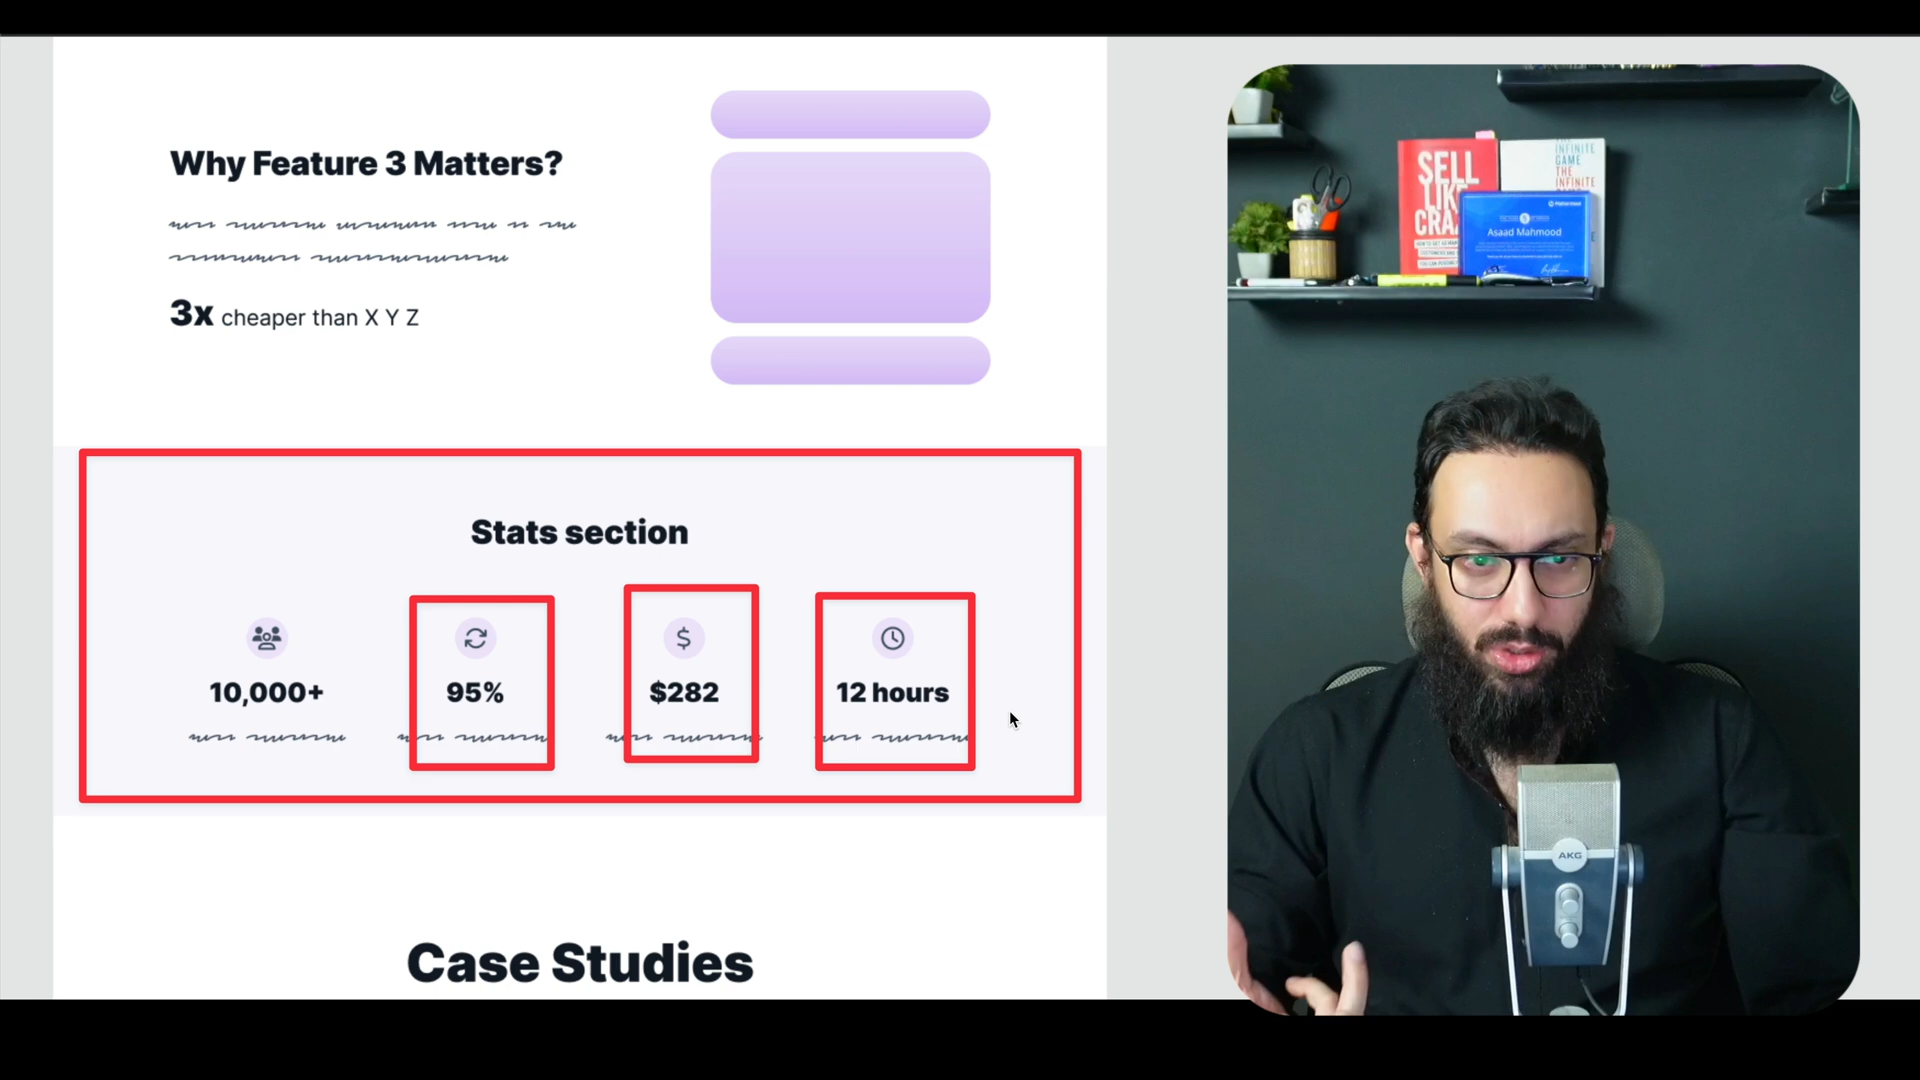 Why Feature 3 Matters?
3x cheaper than X Y Z
Stats section
10,000+
95%
$282
12 hours
Case Studies
SELL
LIKE
CRA
INFINITE
GAME
THE
INFINITE
Asaad Mahmood
AKG